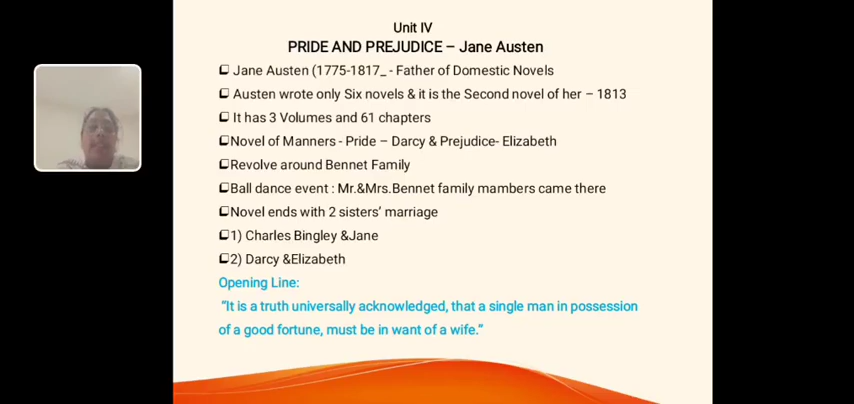 Unit IV
PRIDE AND PREJUDICE – Jane Austen
❑ Jane Austen (1775-1817_ - Father of Domestic Novels
❑ Austen wrote only Six novels & it is the Second novel of her – 1813
❑ It has 3 Volumes and 61 chapters
❑Novel of Manners - Pride – Darcy & Prejudice- Elizabeth
❑Revolve around Bennet Family
❑Ball dance event : Mr.&Mrs.Bennet family mambers came there
❑Novel ends with 2 sisters’ marriage
❑1) Charles Bingley &Jane
❑2) Darcy &Elizabeth
Opening Line:
“It is a truth universally acknowledged, that a single man in possession
of a good fortune, must be in want of a wife.”